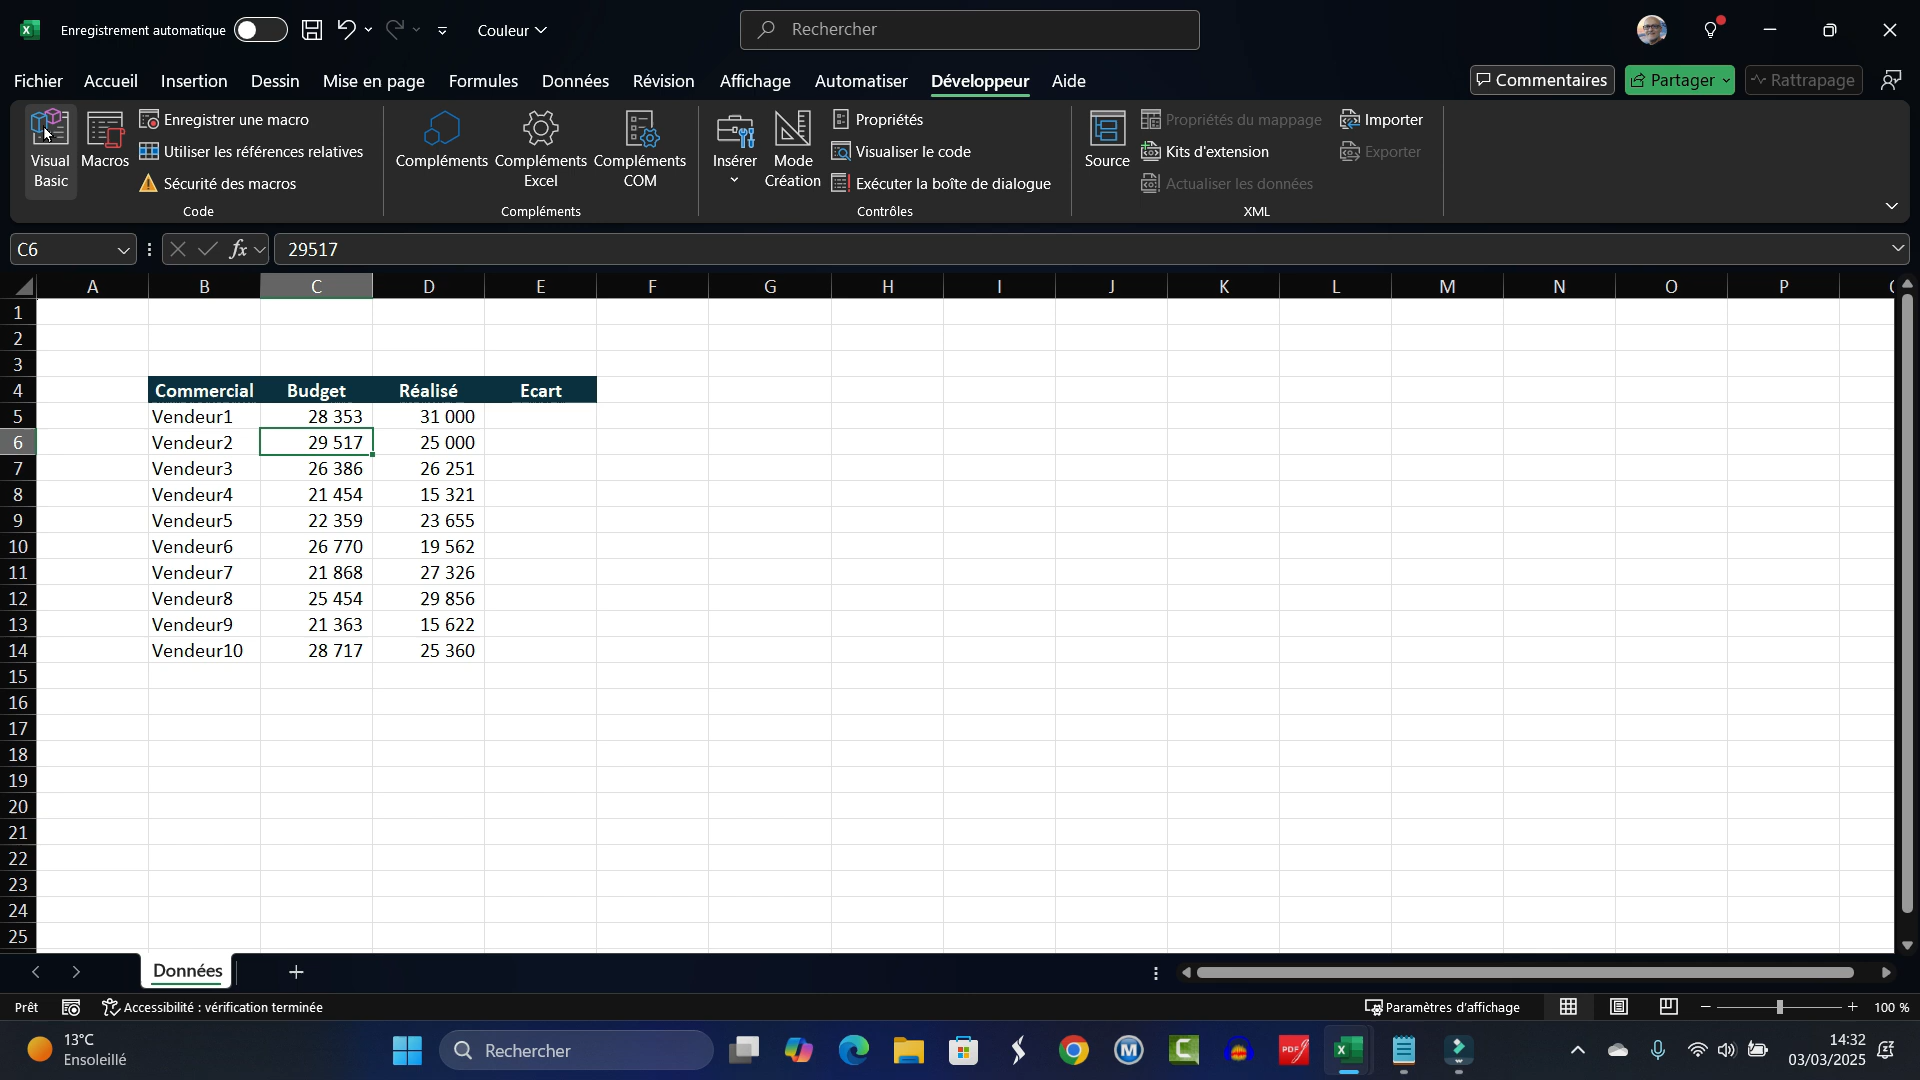 Enregistrement automatique
Couleur
Rechercher
Fichier Accueil Insertion Dessin Mise en page Formules Données Révision Affichage Automatiser Développeur Aide
Commentaires Partager Rattrapage
Visual Basic
Macros
Enregistrer une macro
Utiliser les références relatives
Sécurité des macros
Code
Compléments
Compléments Excel
Compléments COM
Compléments
Insérer
Mode Création
Propriétés
Visualiser le code
Exécuter la boîte de dialogue
Contrôles
Source
Propriétés du mappage
Kits d'extension
Actualiser les données
Importer
Exporter
XML
C6 fx 29517
A B C D E F G H I J K L M N O P
1
2
3
4 Commercial Budget Réalisé Ecart
5 Vendeur1 28 353 31 000
6 Vendeur2 29 517 25 000
7 Vendeur3 26 386 26 251
8 Vendeur4 21 454 15 321
9 Vendeur5 22 359 23 655
10 Vendeur6 26 770 19 562
11 Vendeur7 21 868 27 326
12 Vendeur8 25 454 29 856
13 Vendeur9 21 363 15 622
14 Vendeur10 28 717 25 360
15
16
17
18
19
20
21
22
23
24
25
Données
Prêt Accessibilité : vérification terminée Paramètres d'affichage 100 %
13°C
Ensoleillé
Rechercher
PDF
14:32
03/03/2025